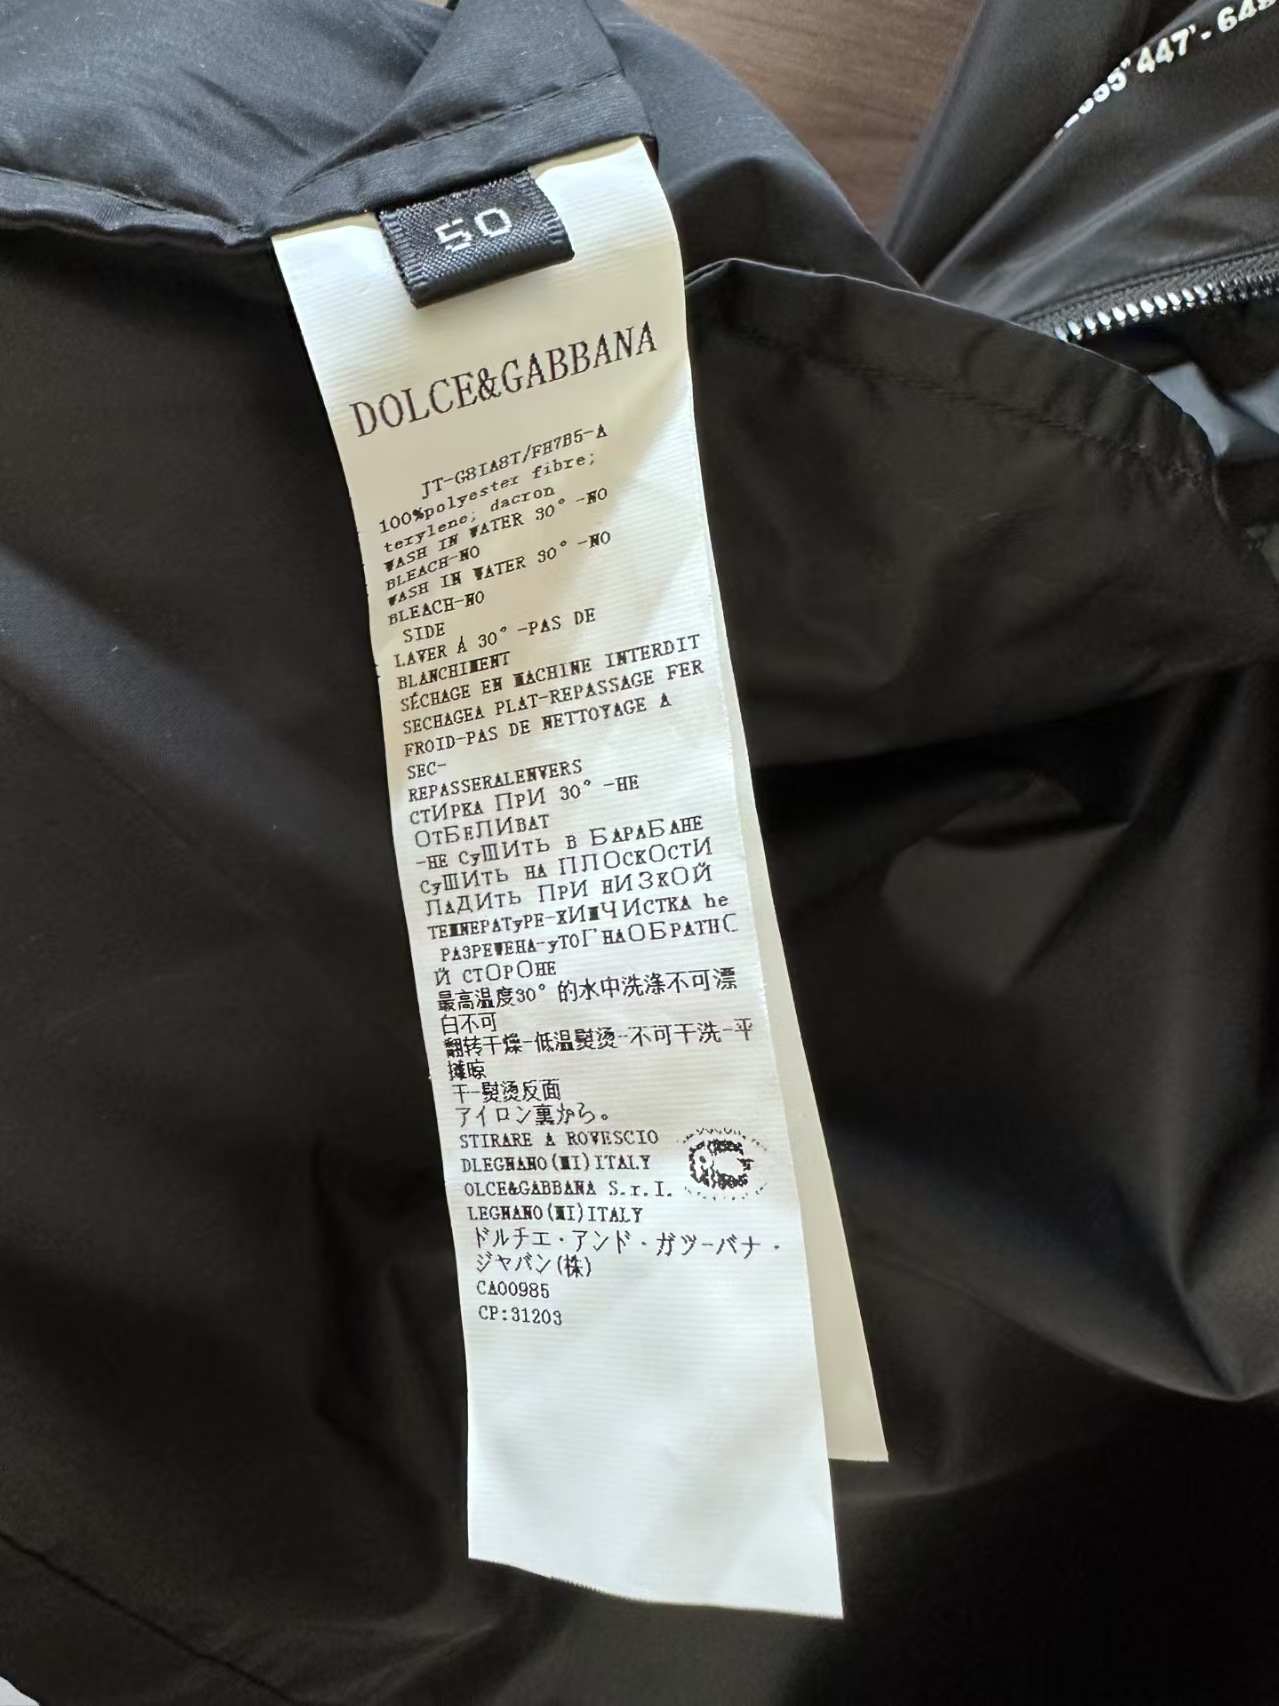 447'-648
50
DOLCE&GABBANA
JT-G8IA8T/FH7B5-A
100%polyester fibre;
terylene; dacron
WASH IN WATER 30° -NO
BLEACH-NO
WASH IN WATER 30° -NO
BLEACH-NO
SIDE
LAVER À 30° -PAS DE
BLANCHIMENT
SÉCHAGE EN MACHINE INTERDIT
SECHAGEA PLAT-REPASSAGE FER
FROID-PAS DE NETTOYAGE A
SEC-
REPASSERALENVERS
СТИРКА ПРИ 30° -НЕ
ОТБЕЛИВАТ
-НЕ СУШИТЬ В БАРАБАНЕ
СУШИТЬ НА ПЛОСКОСТИ
ЛАДИТЬ ПРИ НИЗКОЙ
-ХИМЧИСТКА he
-УТОГНАОБРАТНС
Й СТОРОНЕ
最高温度30° 的水中洗涤不可漂
白不可
翻转干燥-低温熨烫--不可干洗-平
摊晾
干-熨烫反面
アイロン裏から。
STIRARE A ROVESCIO
DLEGNANO(MI)ITALY
OLCE&GABBANA S.r.I.
LEGNANO(MI)ITALY
ドルチエ・アンド・ガツーバナ・
ジヤパン(株)
CA00985
CP:31203